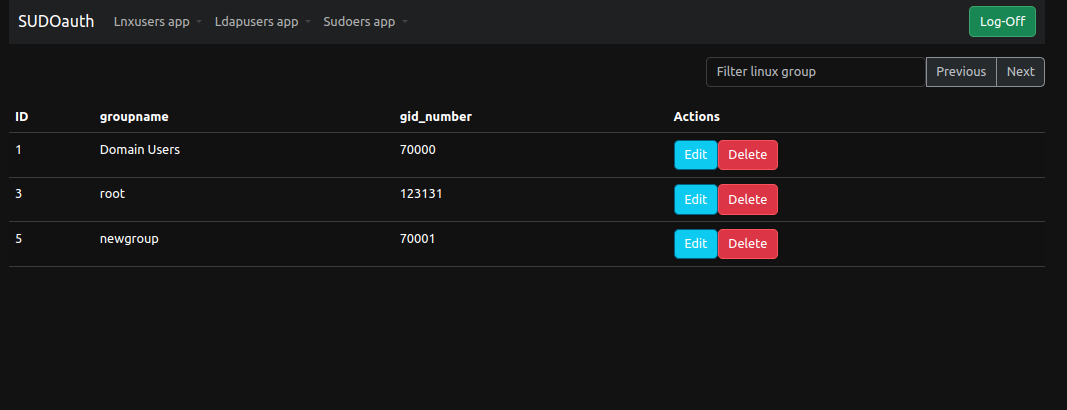 SUDOauth Lnxusers app Ldapusers app Sudoers app Log-Off
Filter linux group Previous Next
ID groupname gid_number Actions
1 Domain Users 70000 Edit Delete
3 root 123131 Edit Delete
5 newgroup 70001 Edit Delete